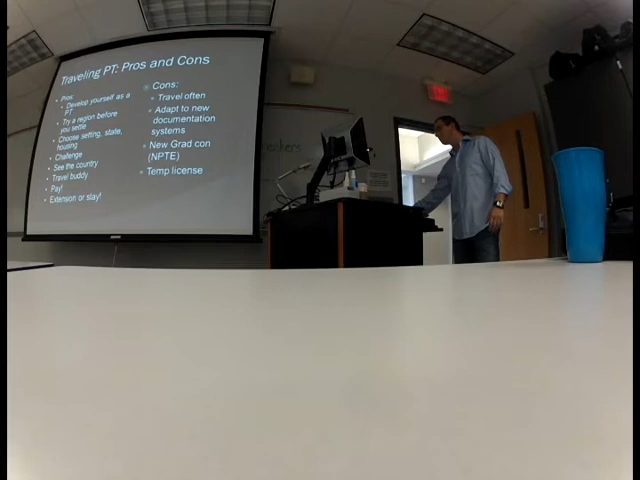 Traveling PT: Pros and Cons
Pros:
Develop yourself as a
PT
Try a region before
you settle
Choose setting, state,
housing
Challenge
See the country
Travel buddy
Pay!
Extension or stay!
Cons:
Travel often
Adapt to new
documentation
systems
New Grad con
(NPTE)
Temp license
EXIT